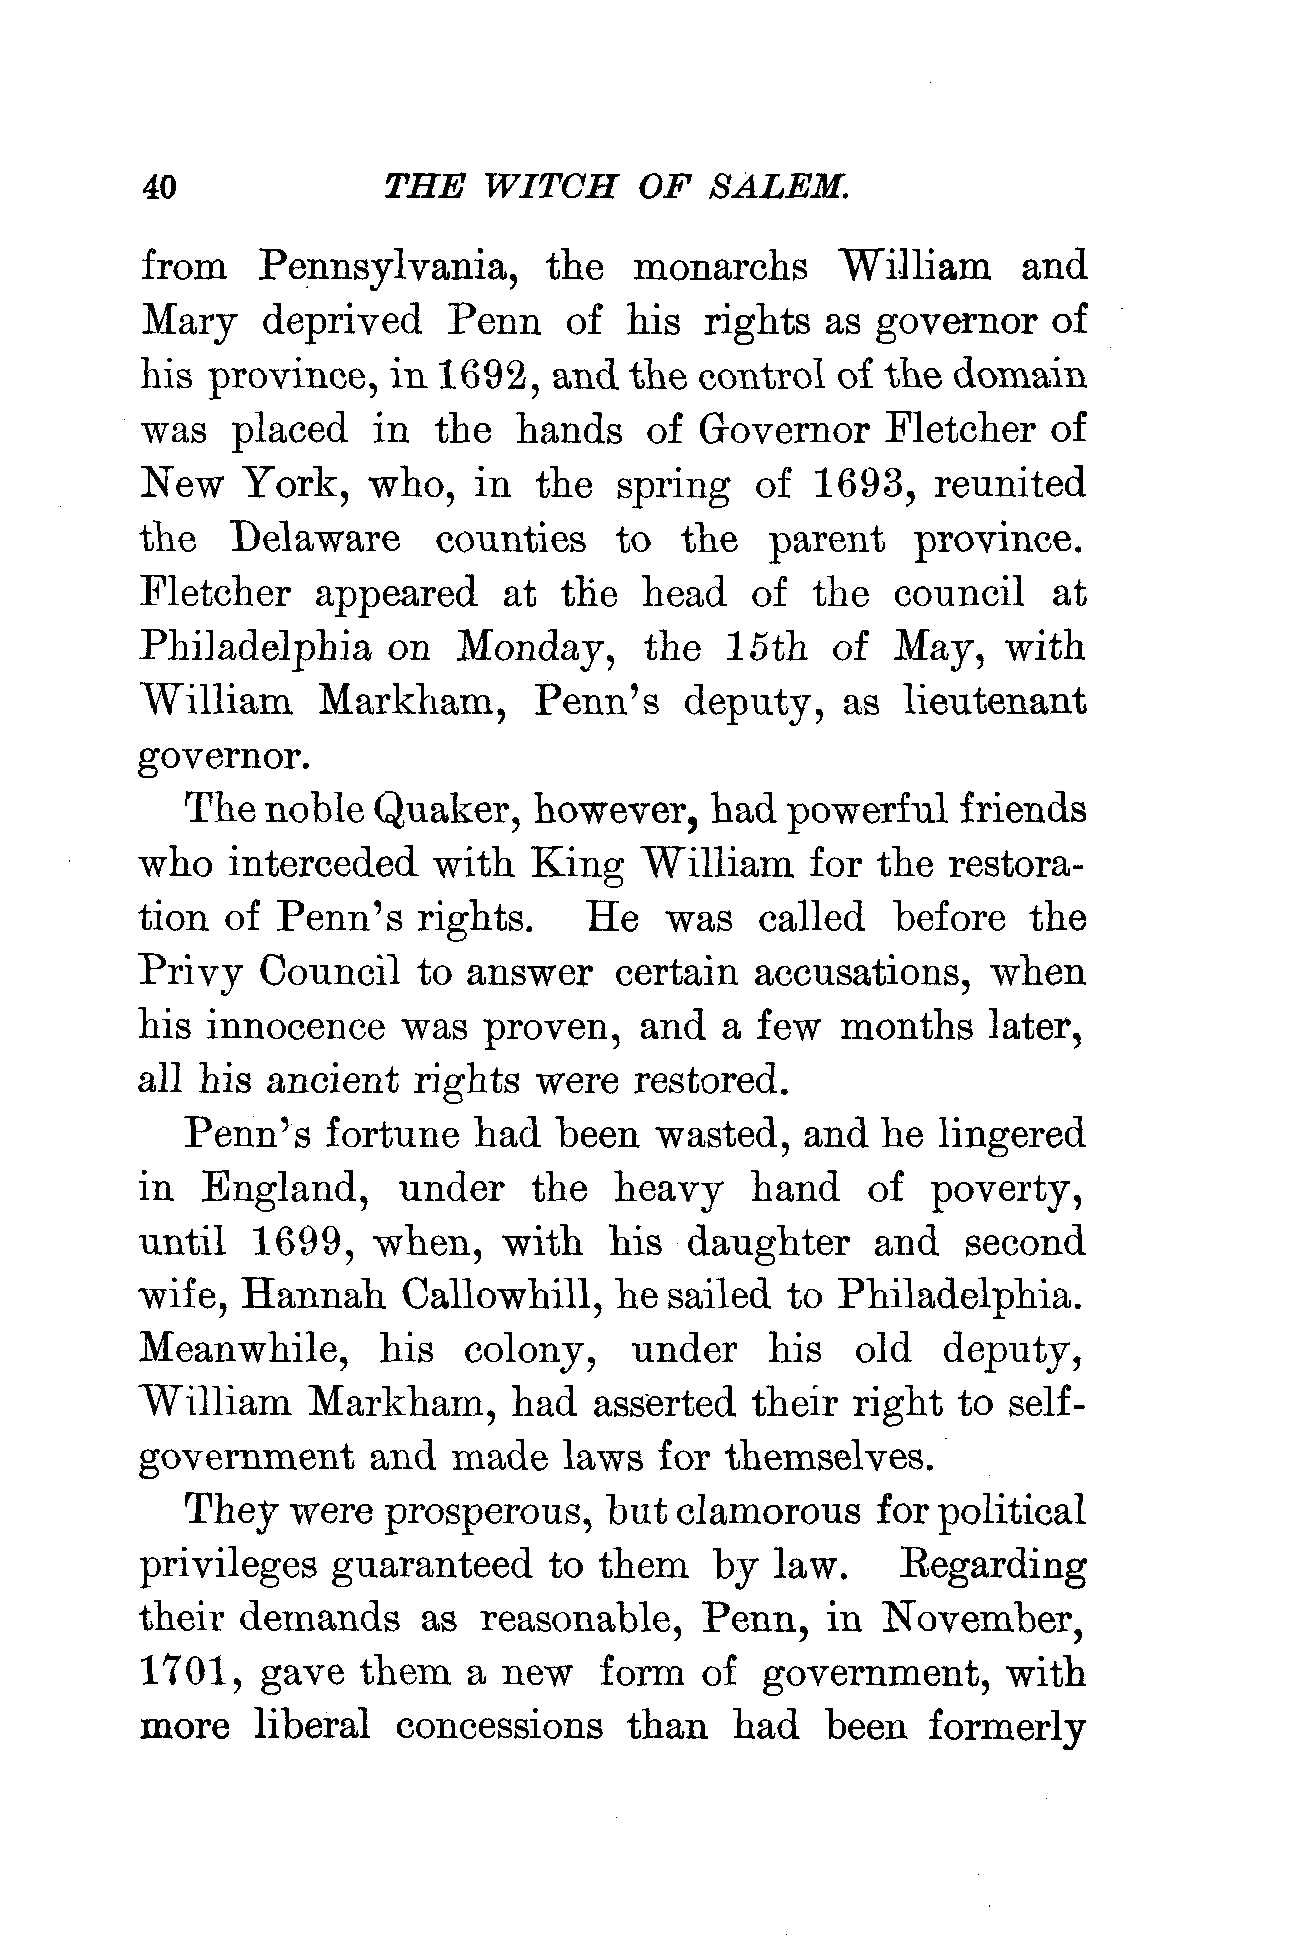 40 THE WITCH OF SALEM.
from Pennsylvania, the monarchs William and
Mary deprived Penn of his rights as governor of
his province, in 1692, and the control of the domain
was placed in the hands of Governor Fletcher of
New York, who, in the spring of 1693, reunited
the Delaware counties to the parent province.
Fletcher appeared at the head of the council at
Philadelphia on Monday, the 15th of May, with
William Markham, Penn's deputy, as lieutenant
governor.
The noble Quaker, however, had powerful friends
who interceded with King William for the restora-
tion of Penn's rights. He was called before the
Privy Council to answer certain accusations, when
his innocence was proven, and a few months later,
all his ancient rights were restored.
Penn's fortune had been wasted, and he lingered
in England, under the heavy hand of poverty,
until 1699, when, with his daughter and second
wife, Hannah Callowhill, he sailed to Philadelphia.
Meanwhile, his colony, under his old deputy,
William Markham, had asserted their right to self-
government and made laws for themselves.
They were prosperous, but clamorous for political
privileges guaranteed to them by law. Regarding
their demands as reasonable, Penn, in November,
1701, gave them a new form of government, with
more liberal concessions than had been formerly